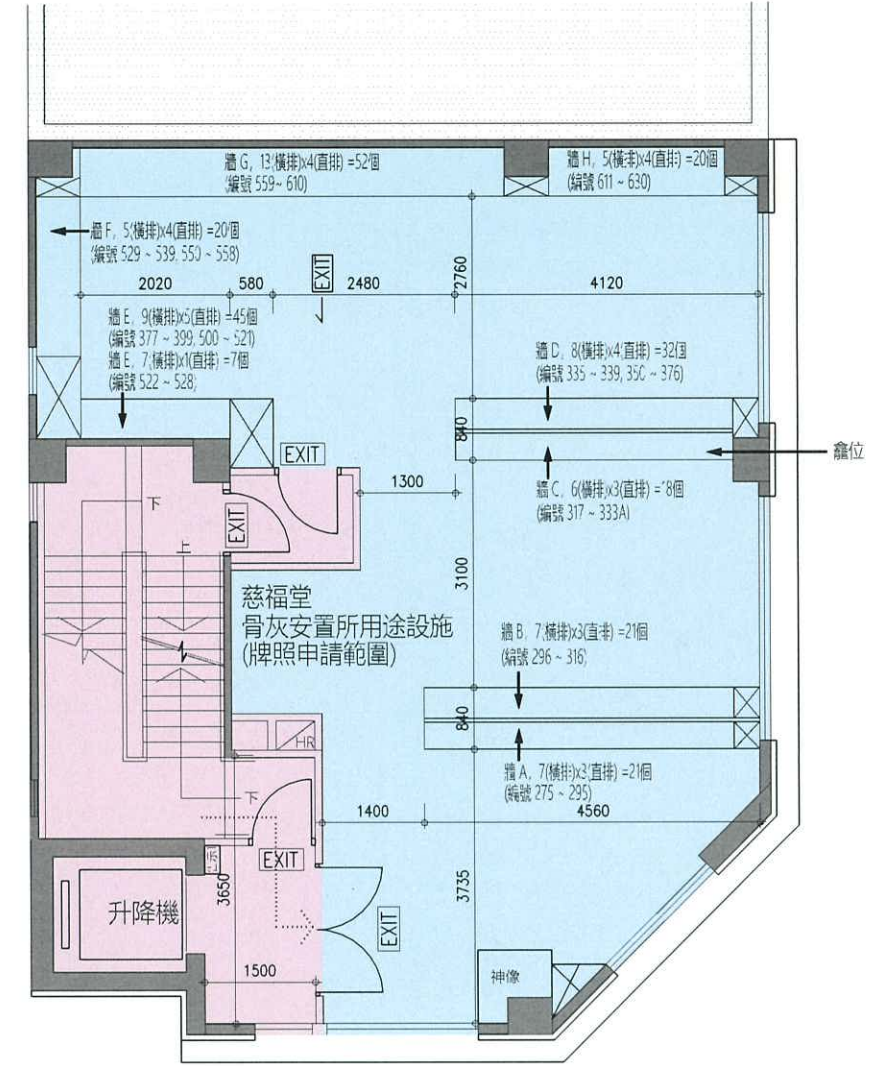 牆 G, 13(橫排)x4(直排) =52個
(編號 559 ~ 610)
牆 H, 5(橫排)x4(直排) =20個
(編號 611 ~ 630)
牆 F, 5(橫排)x4(直排) =20個
(編號 529 ~ 539, 550 ~ 558)
EXIT
2020
580
2480
2760
4120
牆 E, 9(橫排)x5(直排) =45個
(編號 377 ~ 399, 500 ~ 521)
牆 E, 7(橫排)x1(直排) =7個
(編號 522 ~ 528)
牆 D, 8(橫排)x4(直排) =32個
(編號 335 ~ 339, 350 ~ 376)
840
EXIT
龕位
1300
牆 C, 6(橫排)x3(直排) =18個
(編號 317 ~ 333A)
下
EXIT
上
3100
慈福堂
骨灰安置所用途設施
(牌照申請範圍)
牆 B, 7(橫排)x3(直排) =21個
(編號 296 ~ 316)
840
HR
牆 A, 7(橫排)x3(直排) =21個
(編號 275 ~ 295)
下
1400
4560
EXIT
3650
3735
升降機
EXIT
1500
神像